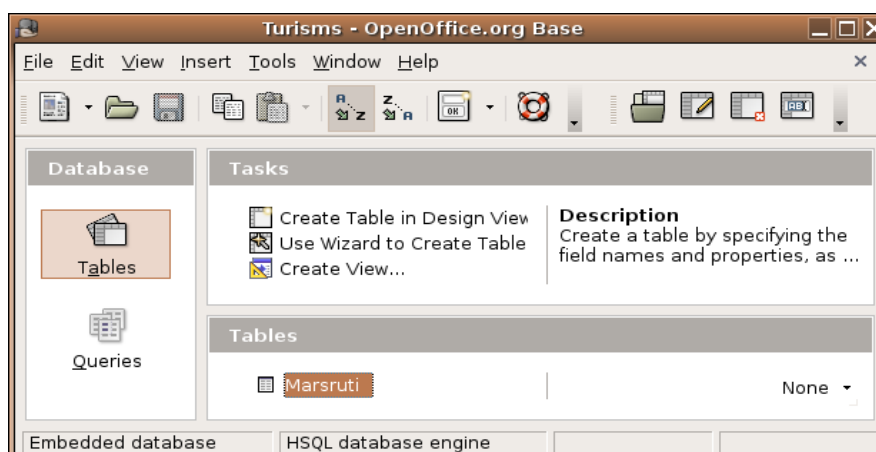 Turisms - OpenOffice.org Base
File Edit View Insert Tools Window Help
Database
Tables
Queries
Tasks
Create Table in Design View
Use Wizard to Create Table
Create View...
Description
Create a table by specifying the
field names and properties, as ...
Tables
Marsruti
None
Embedded database
HSQL database engine